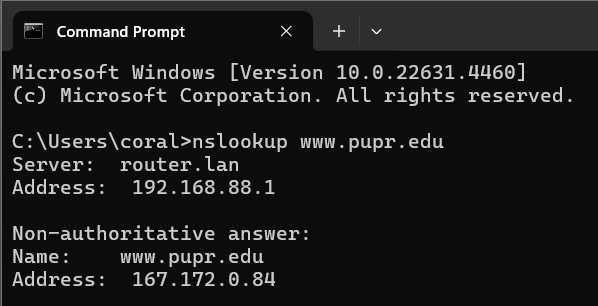 Command Prompt
Microsoft Windows [Version 10.0.22631.4460]
(c) Microsoft Corporation. All rights reserved.
C:\Users\coral>nslookup www.pupr.edu
Server:  router.lan
Address:  192.168.88.1
Non-authoritative answer:
Name:    www.pupr.edu
Address:  167.172.0.84